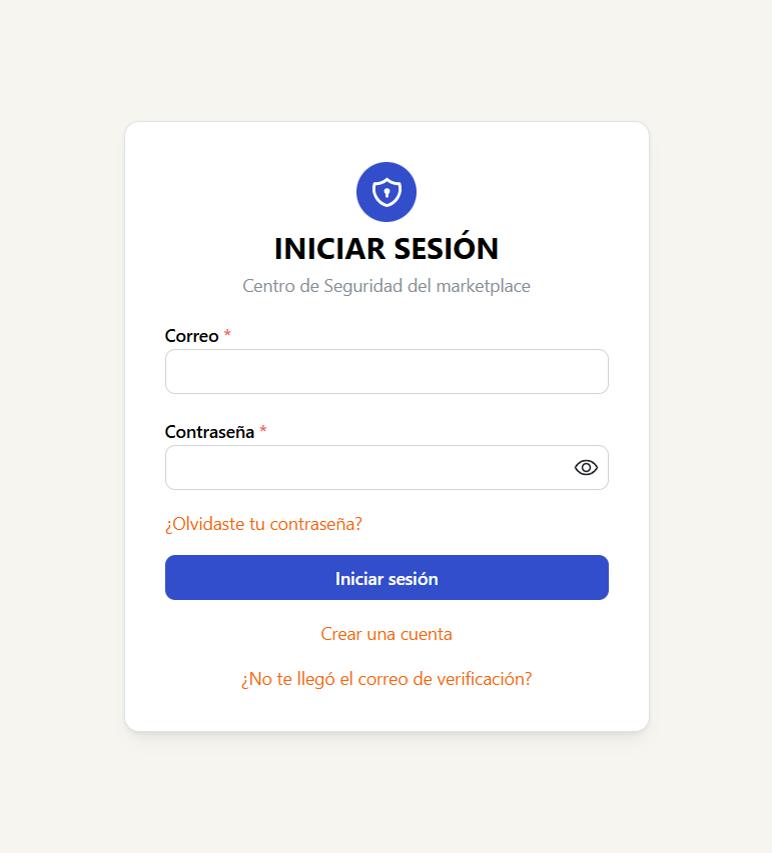 INICIAR SESIÓN
Centro de Seguridad del marketplace
Correo *
Contraseña *
¿Olvidaste tu contraseña?
Iniciar sesión
Crear una cuenta
¿No te llegó el correo de verificación?